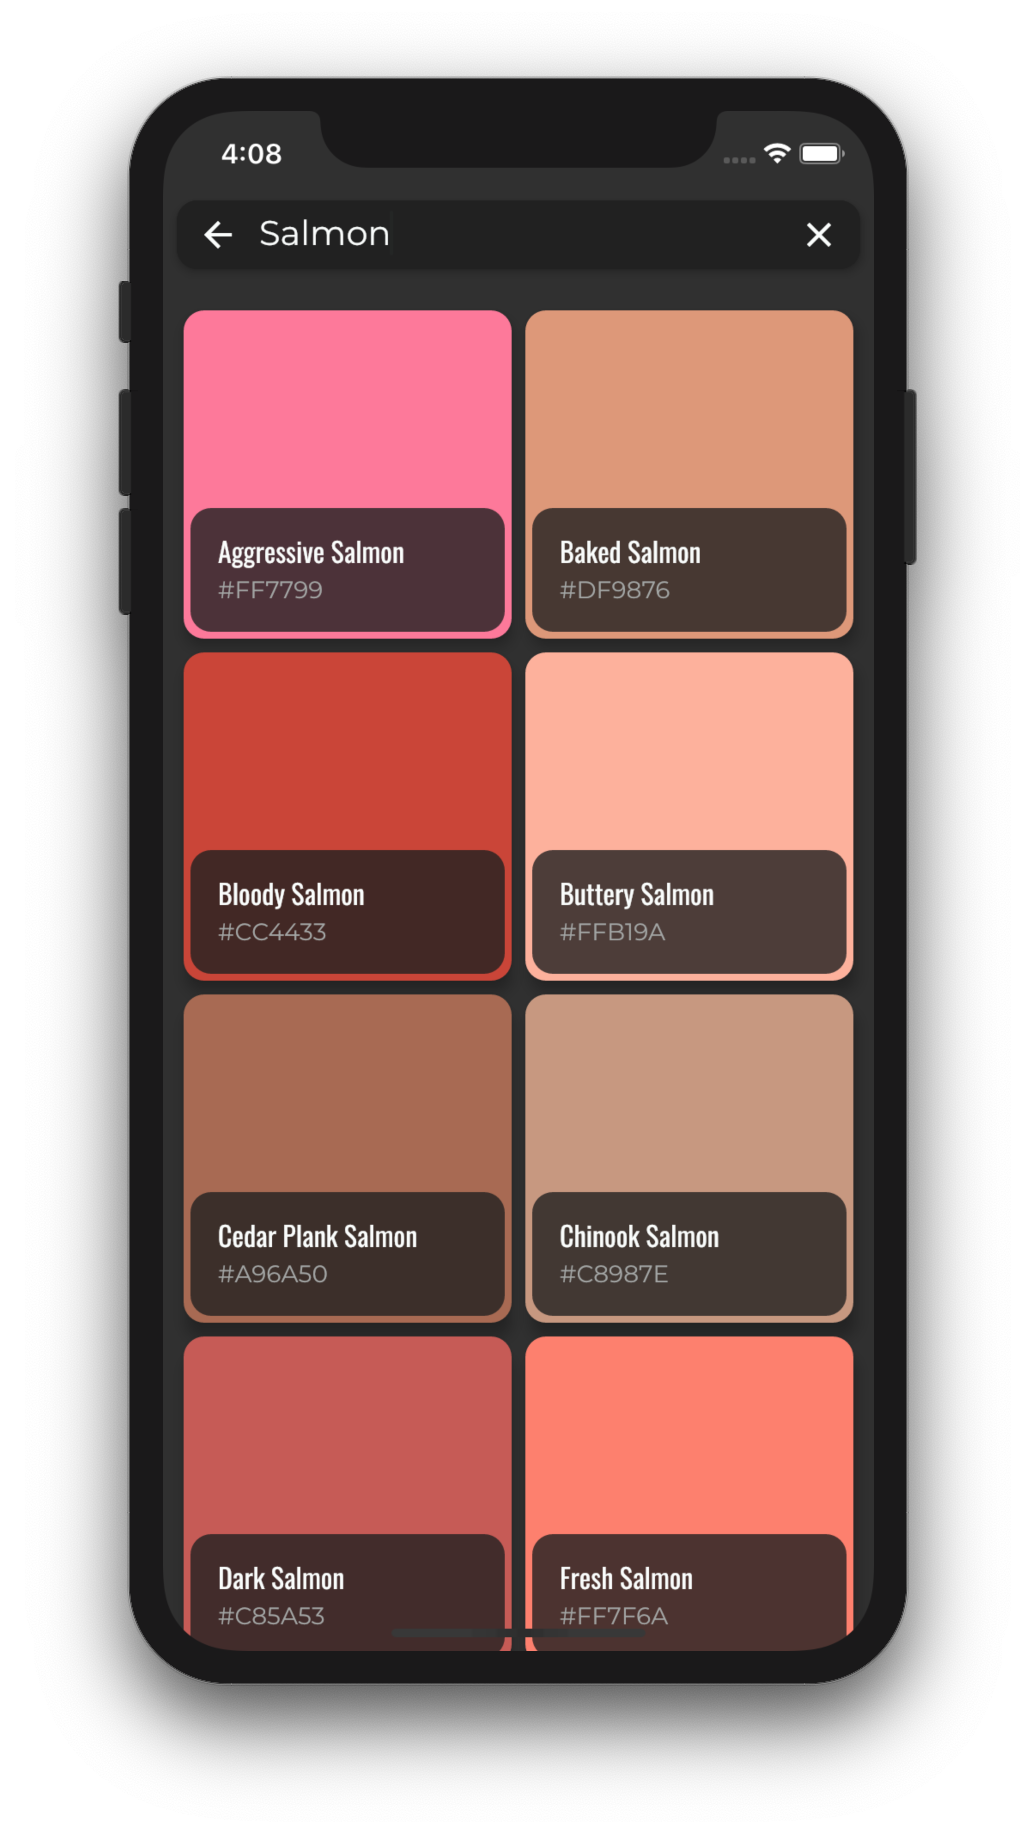 4:08
Salmon
Aggressive Salmon
#FF7799
Baked Salmon
#DF9876
Bloody Salmon
#CC4433
Buttery Salmon
#FFB19A
Cedar Plank Salmon
#A96A50
Chinook Salmon
#C8987E
Dark Salmon
#C85A53
Fresh Salmon
#FF7F6A